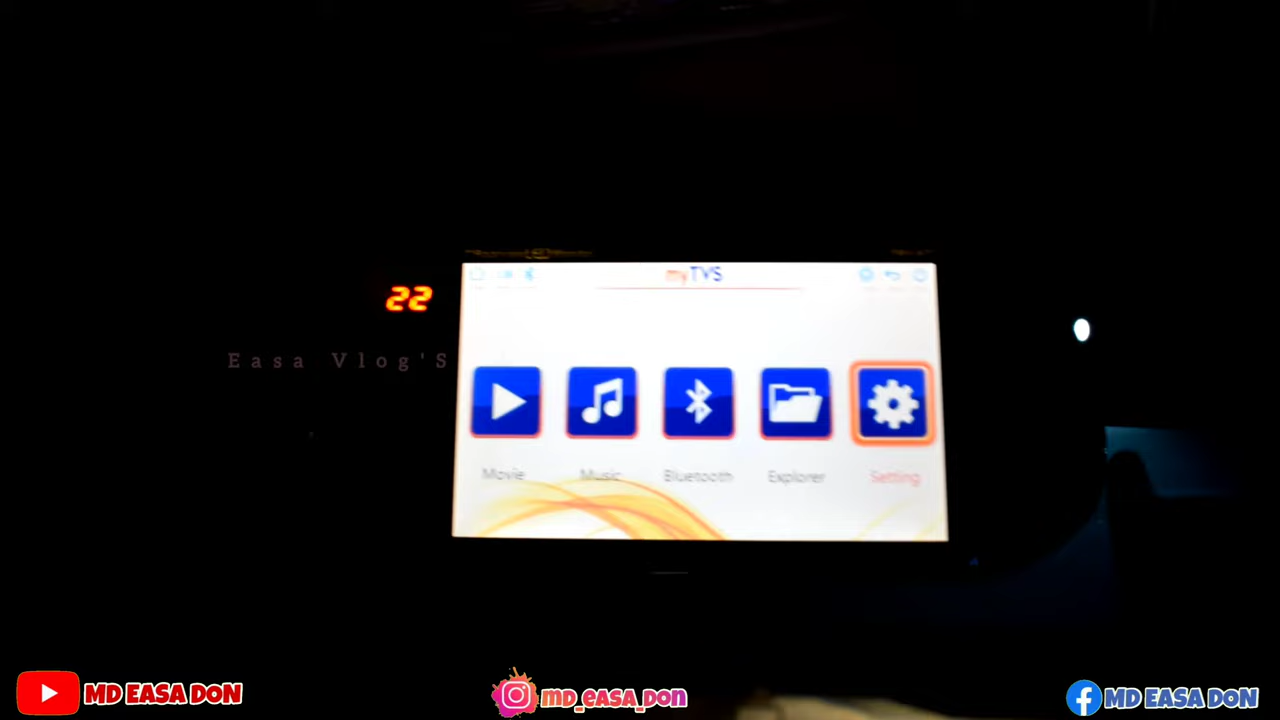 myTVS
22
Easa Vlog'S
Movie Music Bluetooth Explorer Setting
MD EASA DON
md_easa_don
MD EASA DON